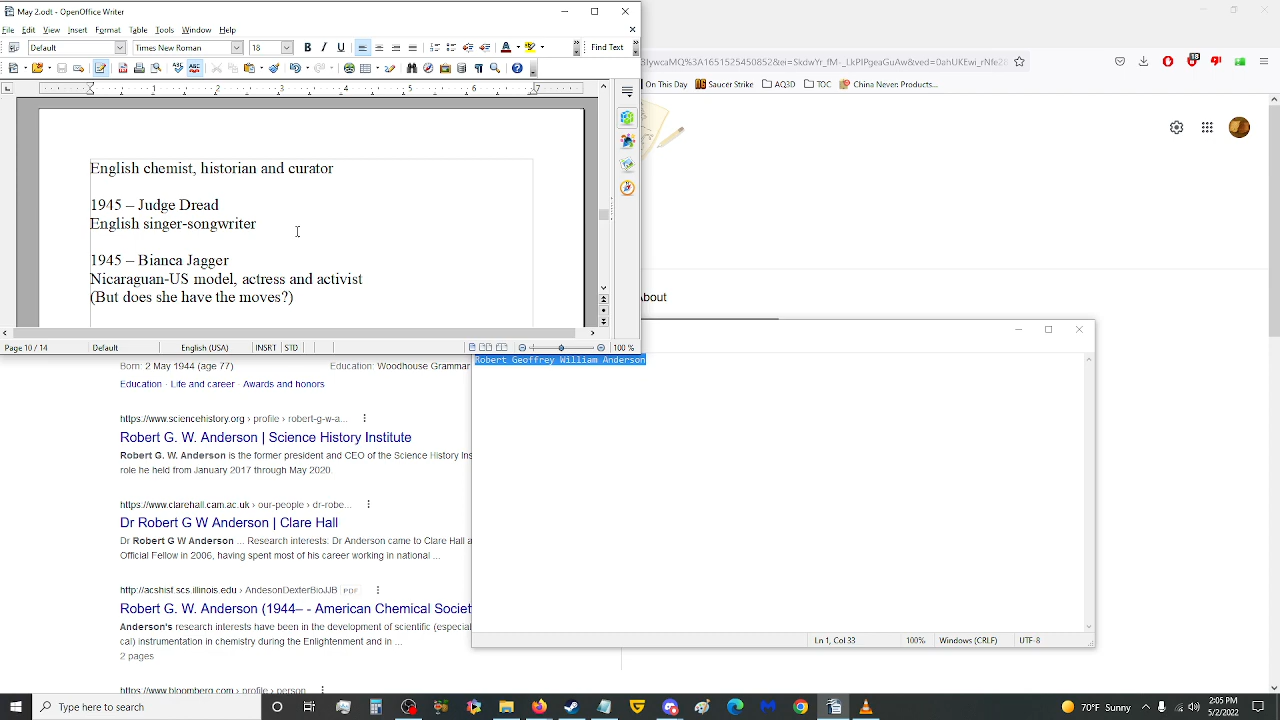 May 2.odt - OpenOffice Writer
File Edit View Insert Format Table Tools Window Help
Default Times New Roman 18 Find Text
English chemist, historian and curator
1945 – Judge Dread
English singer-songwriter
1945 – Bianca Jagger
Nicaraguan-US model, actress and activist
(But does she have the moves?)
Page 10 / 14 Default English (USA) INSRT STD 100 %
On This Day Saucer Strike AQ3D TOC China Never Produc...
About
Robert Geoffrey William Anderson
Born: 2 May 1944 (age 77) Education: Woodhouse Grammar
Education · Life and career · Awards and honors
https://www.sciencehistory.org › profile › robert-g-w-a...
Robert G. W. Anderson | Science History Institute
Robert G. W. Anderson is the former president and CEO of the Science History Ins
role he held from January 2017 through May 2020.
https://www.clarehall.cam.ac.uk › our-people › dr-robe...
Dr Robert G W Anderson | Clare Hall
Dr Robert G W Anderson ... Research interests: Dr Anderson came to Clare Hall a
Official Fellow in 2006, having spent most of his career working in national ...
http://acshist.scs.illinois.edu › AndesonDexterBioJJB PDF
Robert G. W. Anderson (1944– - American Chemical Societ
Anderson's research interests have been in the development of scientific (especial
cal) instrumentation in chemistry during the Enlightenment and in ...
2 pages
https://www.bloomberg.com › profile › person
Ln 1, Col 33 100% Windows (CRLF) UTF-8
Type here to search
70°F Sunny
2:05 PM
5/2/2022